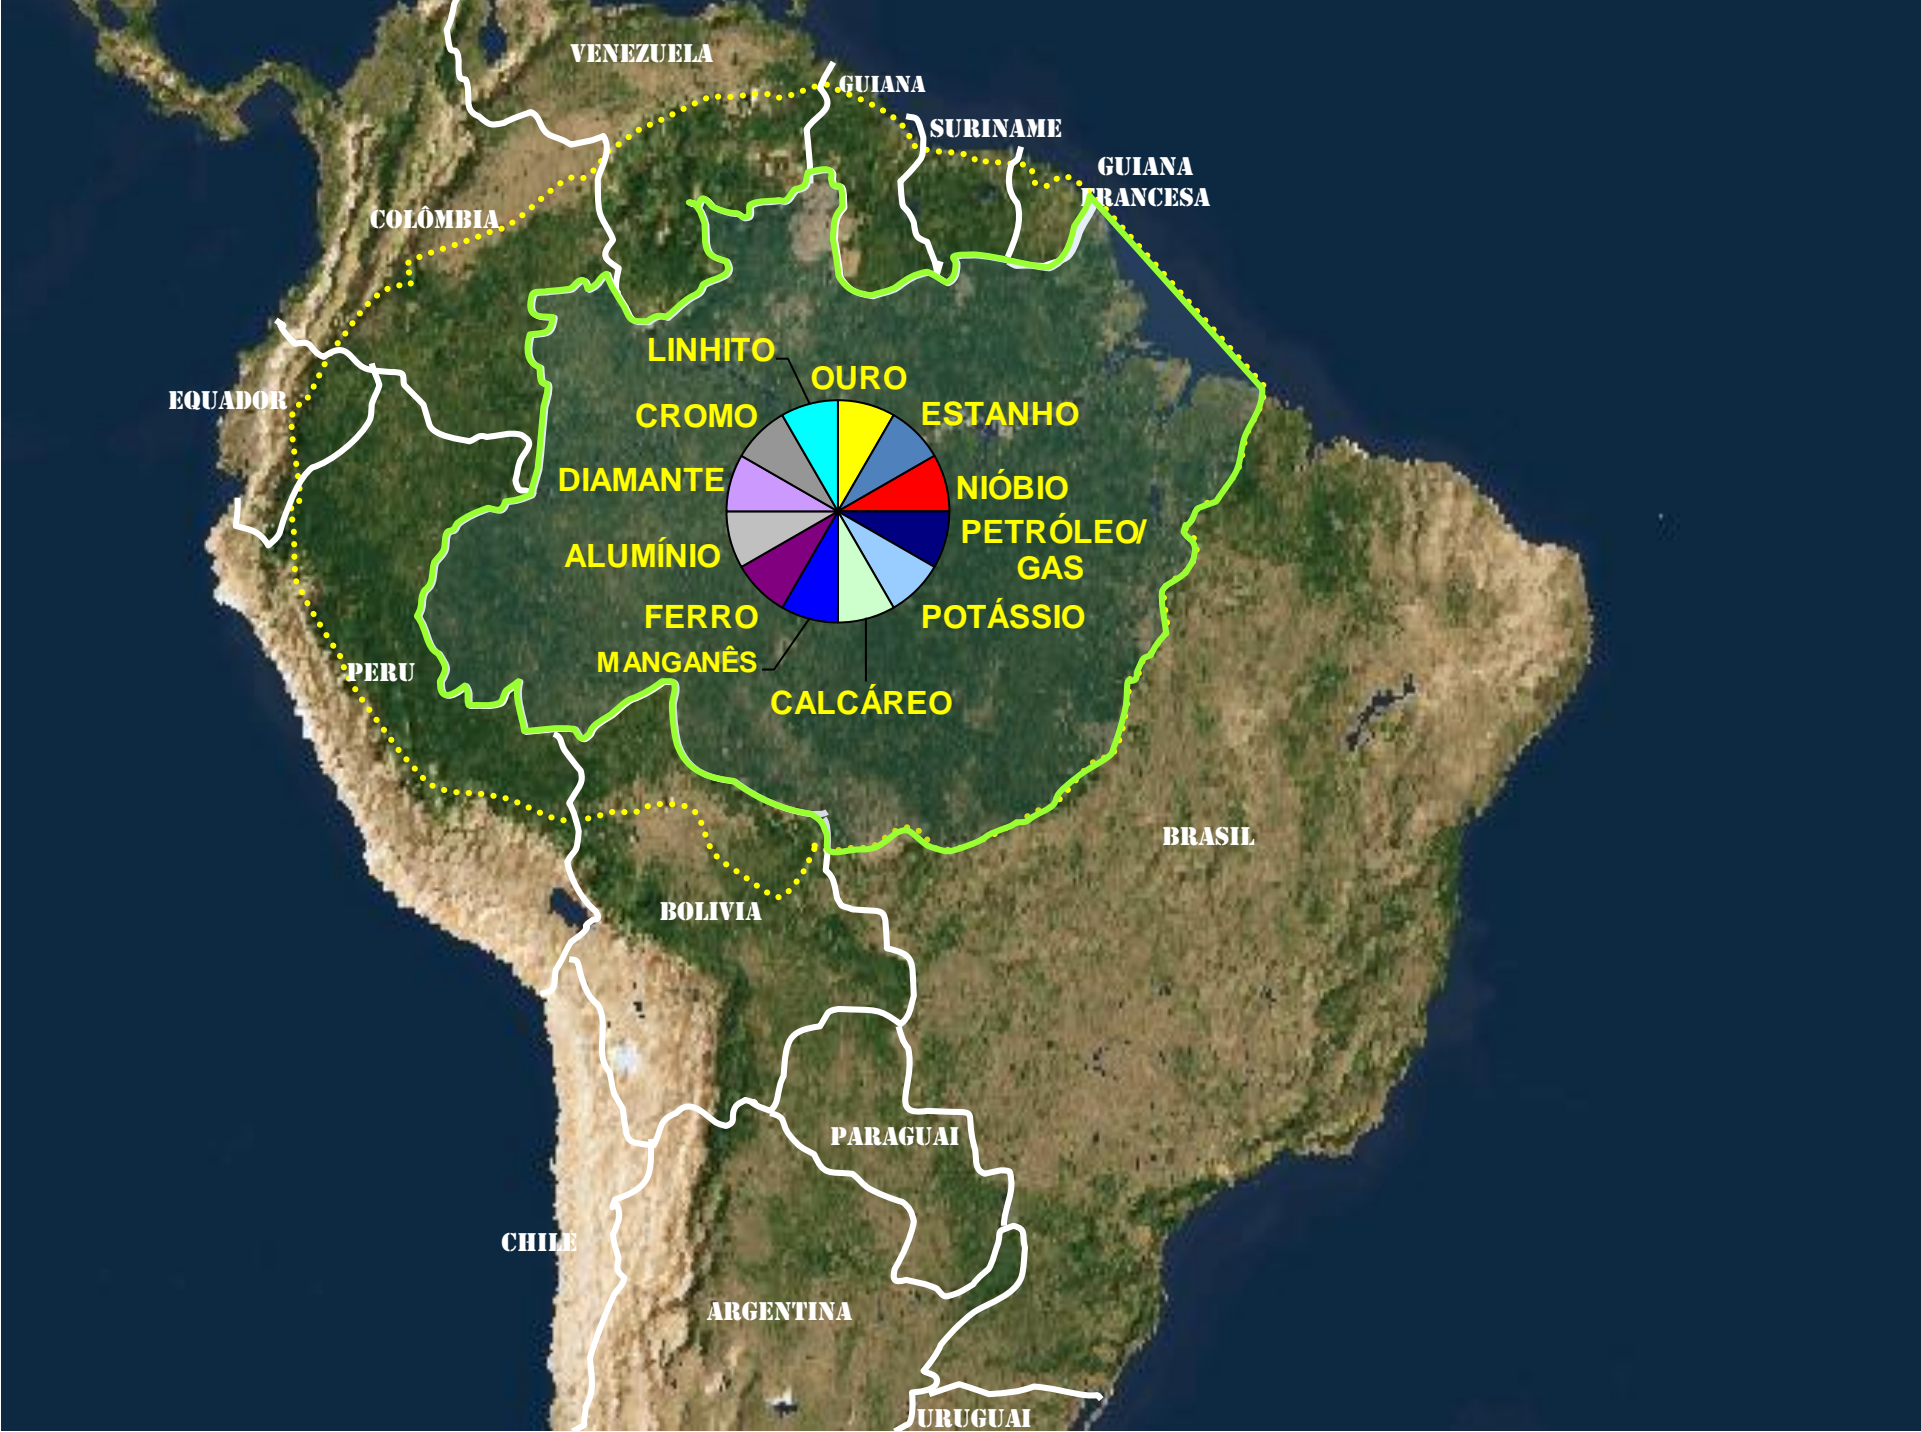 VENEZUELA
GUIANA
SURINAME
GUIANA
FRANCESA
COLÔMBIA
LINHITO
OURO
EQUADOR
CROMO
ESTANHO
DIAMANTE
NIÓBIO
PETRÓLEO/
GAS
ALUMÍNIO
FERRO
POTÁSSIO
MANGANÊS
PERU
CALCÁREO
BRASIL
BOLIVIA
PARAGUAI
CHILE
ARGENTINA
URUGUAI